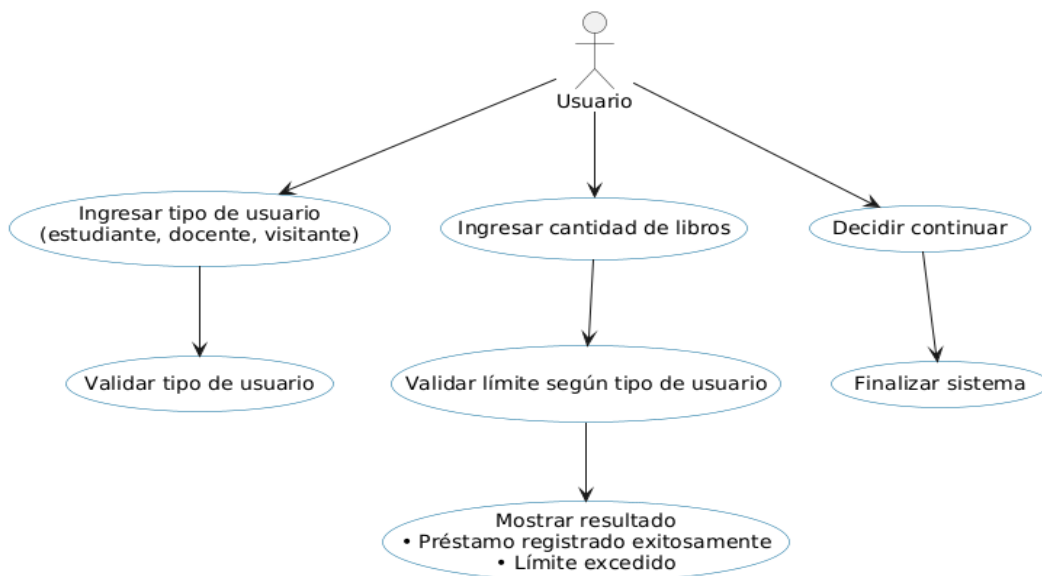 Usuario
Ingresar tipo de usuario
(estudiante, docente, visitante)
Ingresar cantidad de libros
Decidir continuar
Validar tipo de usuario
Validar límite según tipo de usuario
Finalizar sistema
Mostrar resultado
• Préstamo registrado exitosamente
• Límite excedido